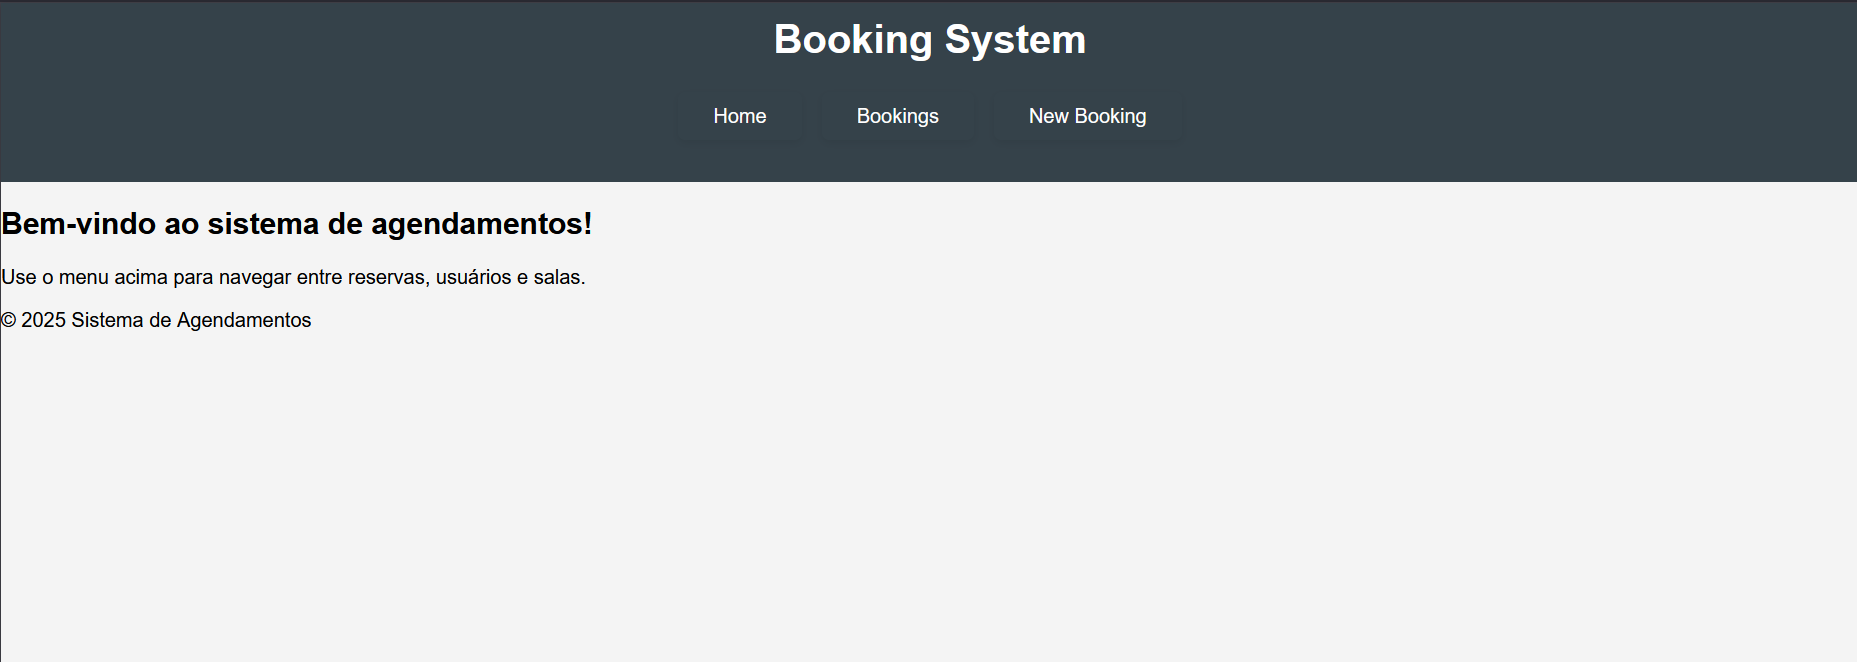 Booking System
Home Bookings New Booking
Bem-vindo ao sistema de agendamentos!
Use o menu acima para navegar entre reservas, usuários e salas.
© 2025 Sistema de Agendamentos